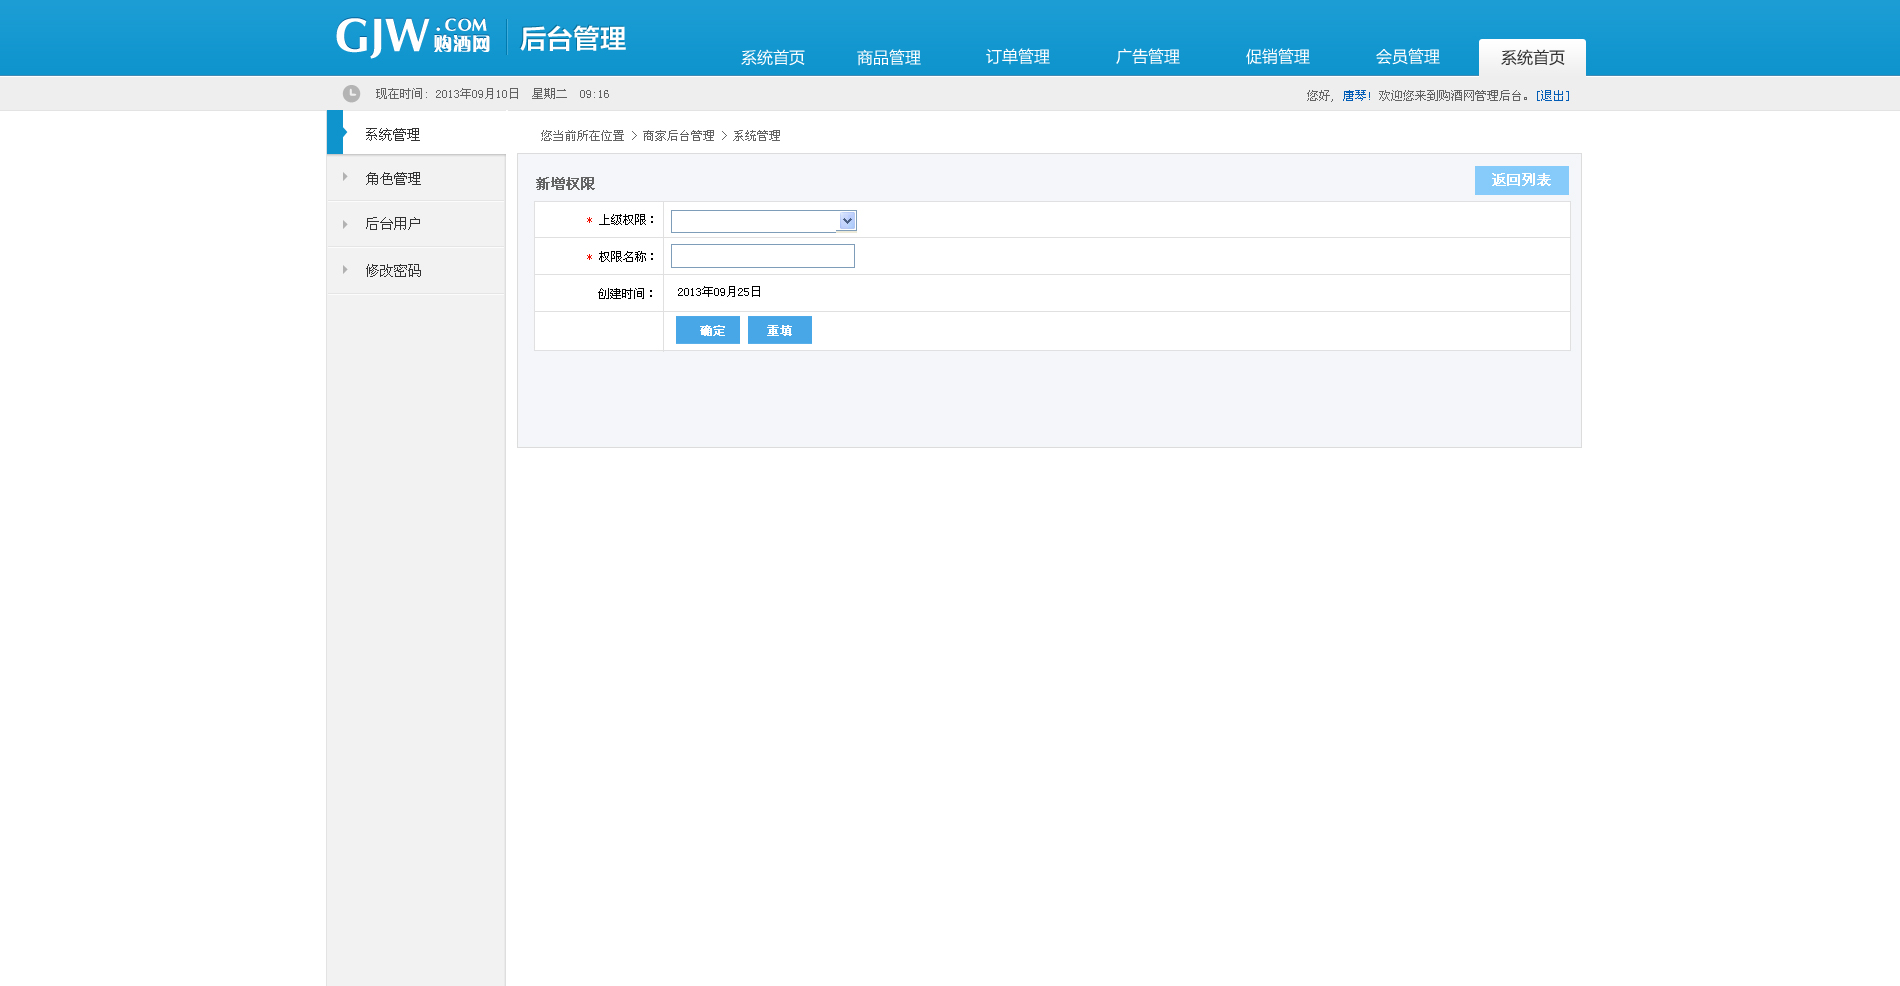 GJW.COM 购酒网 后台管理
系统首页 商品管理 订单管理 广告管理 促销管理 会员管理 系统首页
现在时间：2013年09月10日 星期二 09:16
您好，唐琴！欢迎您来到购酒网管理后台。[退出]
系统管理
角色管理
后台用户
修改密码
您当前所在位置 > 商家后台管理 > 系统管理
新增权限
返回列表
* 上级权限：
* 权限名称：
创建时间： 2013年09月25日
确定 重填